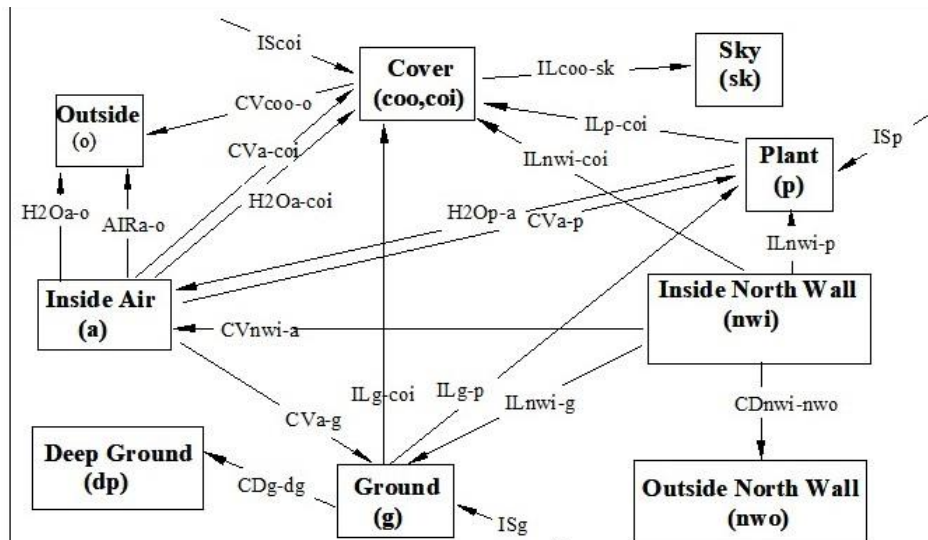 IScoi
Cover
(coo,coi)
ILcoo-sk
Sky
(sk)
CVcoo-o
Outside
(o)
ILp-coi
ISp
CVa-coi
ILnwi-coi
Plant
(p)
H2Oa-coi
H2Oa-o
AIRa-o
H2Op-a
CVa-p
ILnwi-p
Inside Air
(a)
Inside North Wall
(nwi)
CVnwi-a
ILg-coi
ILg-p
ILnwi-g
CVa-g
CDnwi-nwo
Deep Ground
(dp)
CDg-dg
Ground
(g)
ISg
Outside North Wall
(nwo)